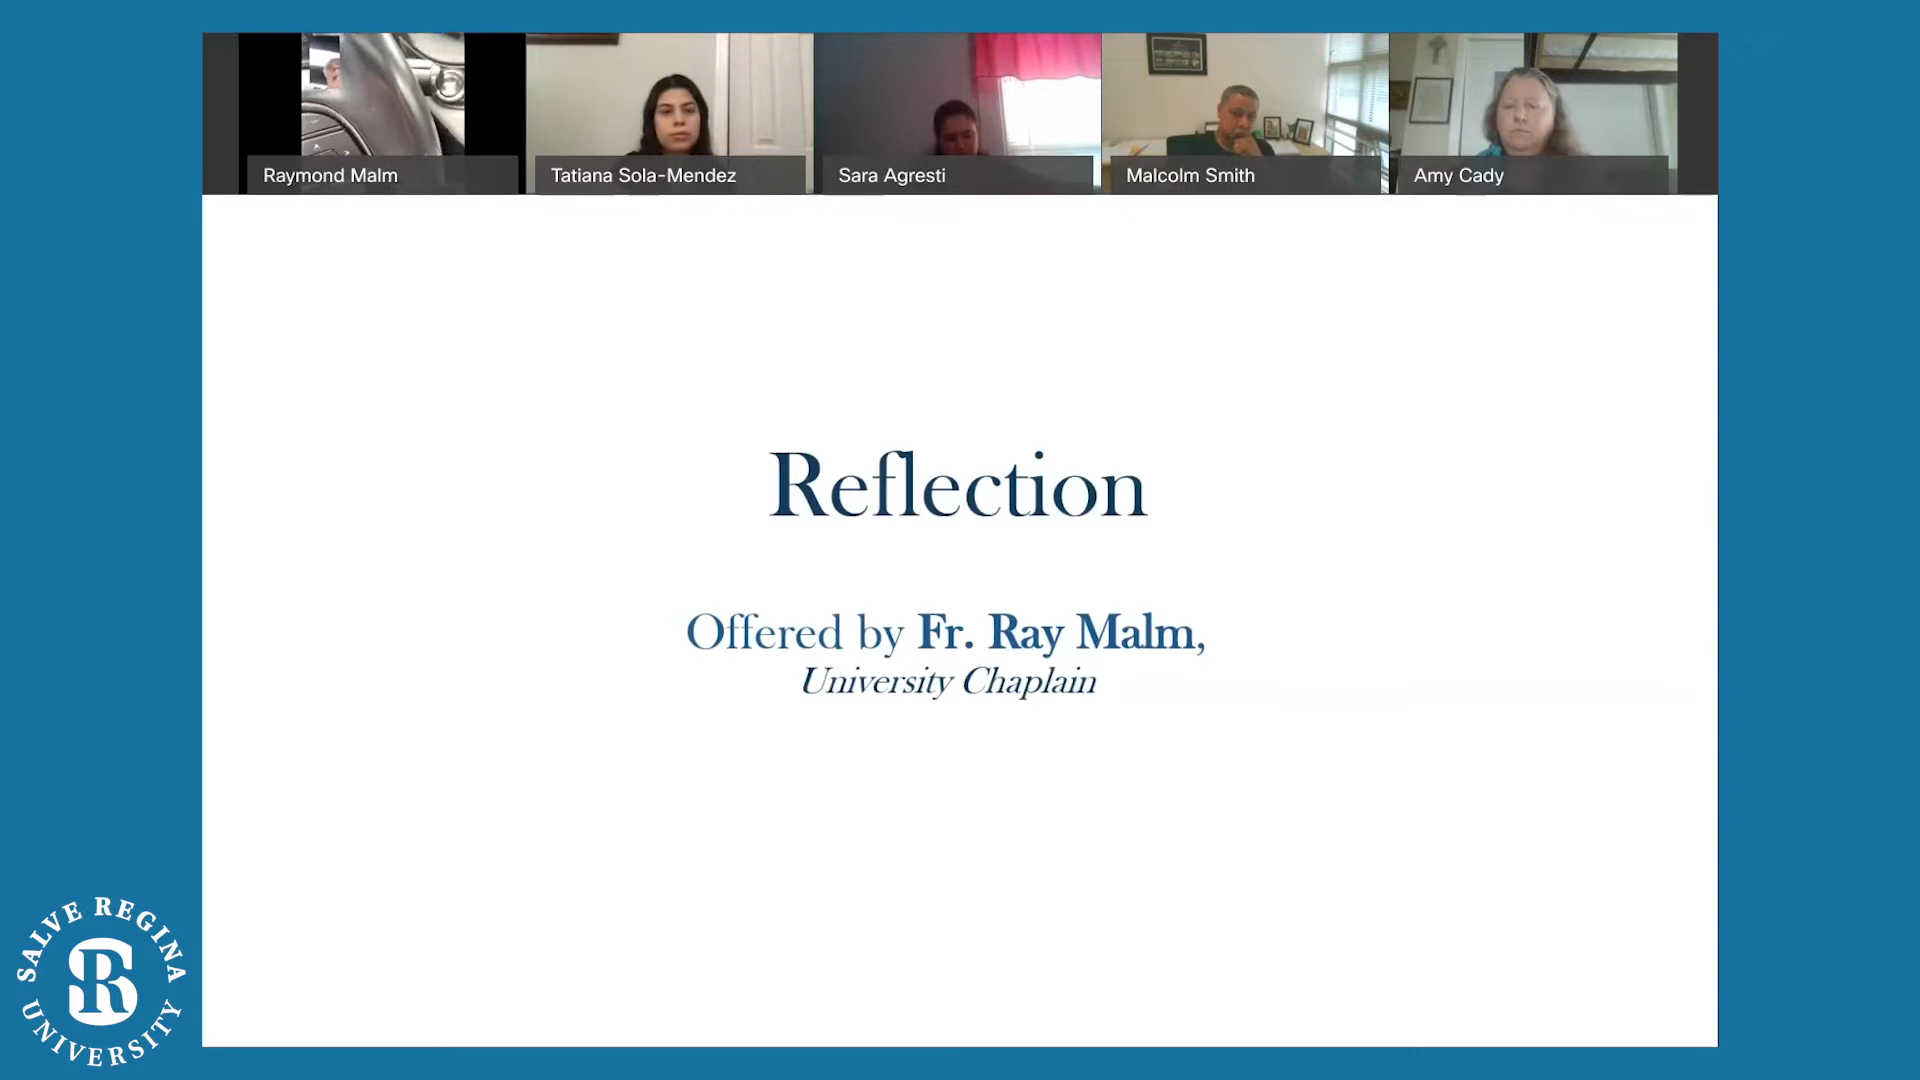 Raymond Malm
Tatiana Sola-Mendez
Sara Agresti
Malcolm Smith
Amy Cady
Reflection
Offered by Fr. Ray Malm,
University Chaplain
SALVE REGINA
SR
UNIVERSITY